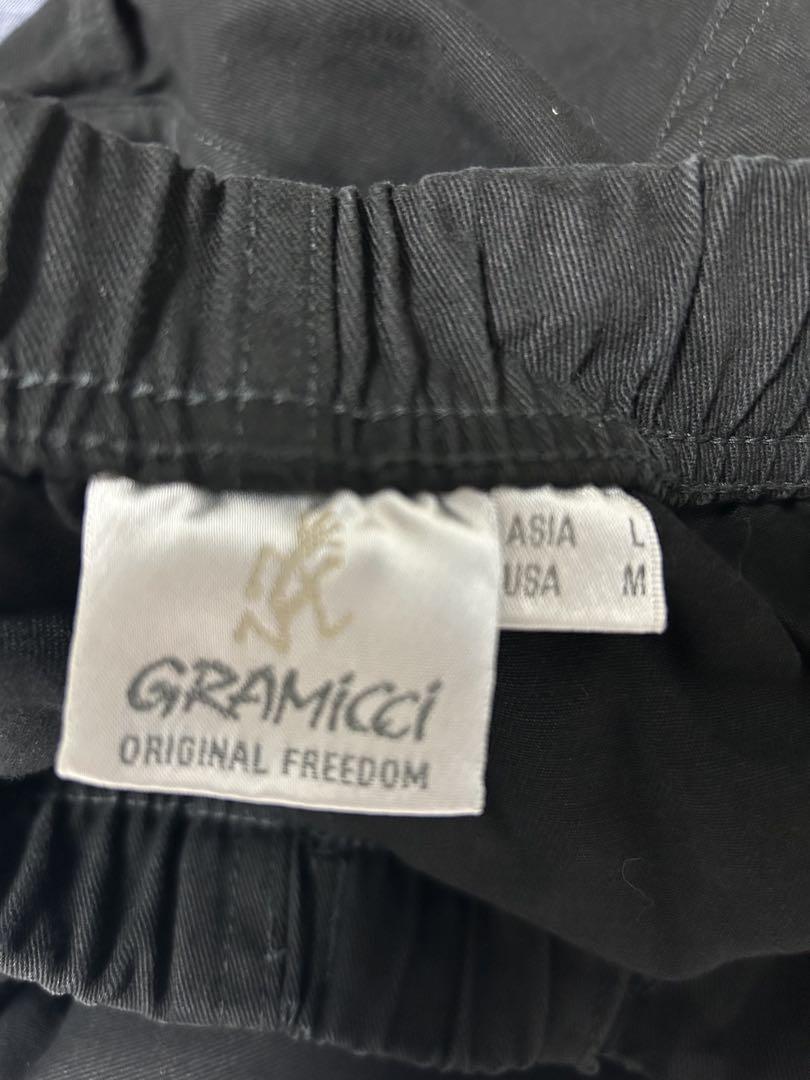 GRAMiCCi
ORIGINAL FREEDOM
ASIA L
USA M